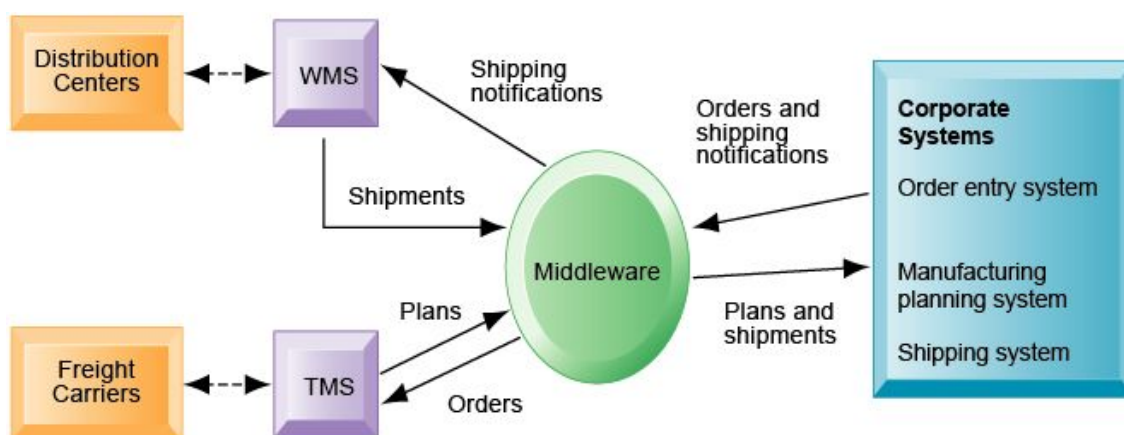 Distribution
Centers
WMS
Shipping
notifications
Orders and
shipping
notifications
Corporate
Systems
Order entry system
Shipments
Middleware
Manufacturing
planning system
Plans
Plans and
shipments
Shipping system
Freight
Carriers
TMS
Orders